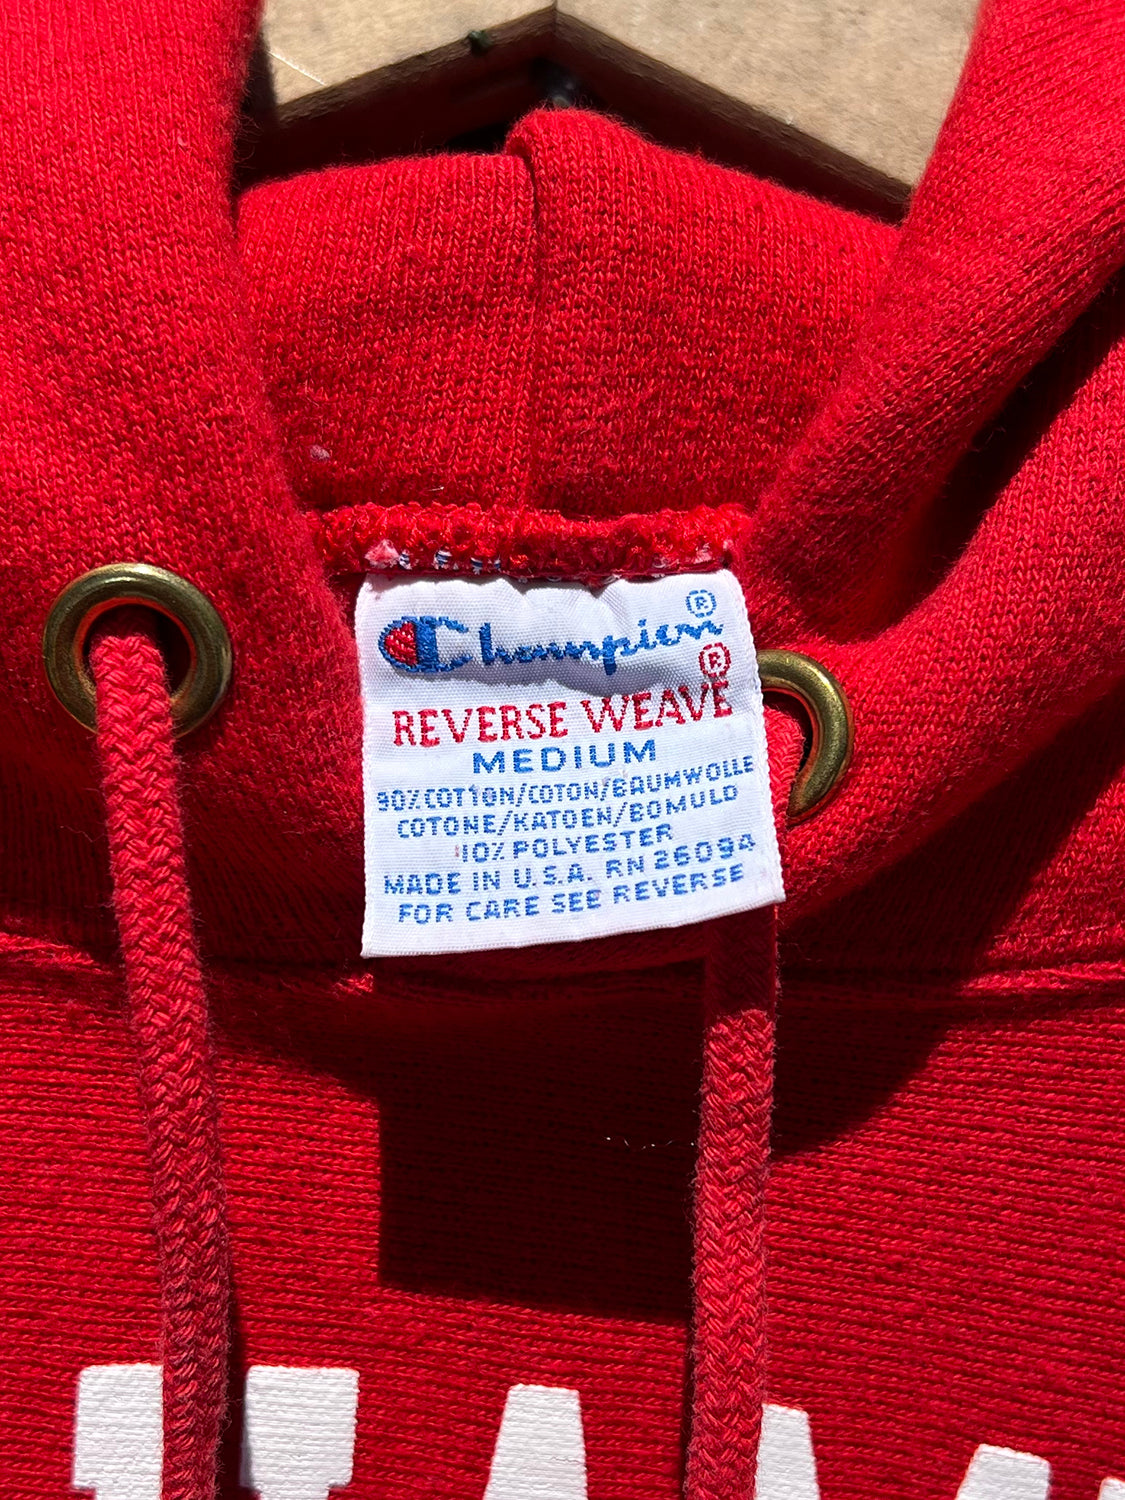 Champion®
REVERSE WEAVE®
MEDIUM
90% COTTON/COTON/BAUMWOLLE
COTONE/KATOEN/BOMULD
10% POLYESTER
MADE IN U.S.A. RN 26094
FOR CARE SEE REVERSE